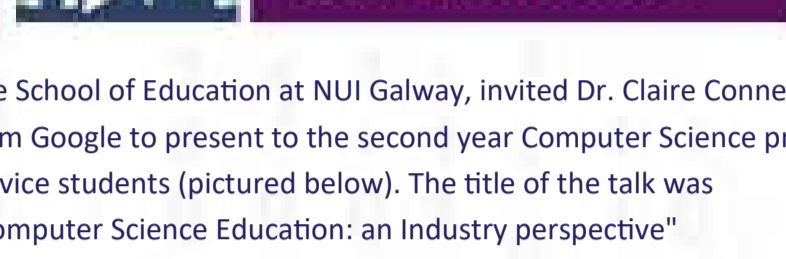 e School of Education at NUI Galway, invited Dr. Claire Conne
m Google to present to the second year Computer Science pr
vice students (pictured below). The title of the talk was
omputer Science Education: an Industry perspective"